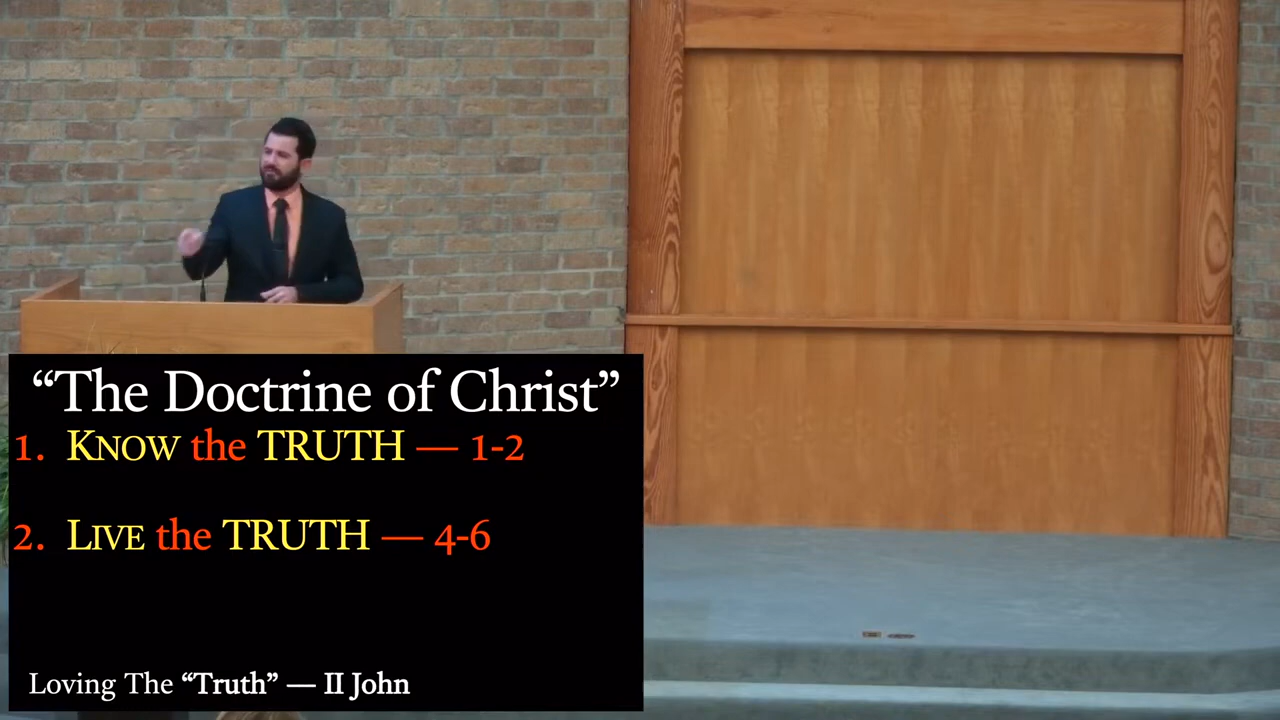 “The Doctrine of Christ”
1. KNOW the TRUTH — 1-2
2. LIVE the TRUTH — 4-6
Loving The “Truth” — II John